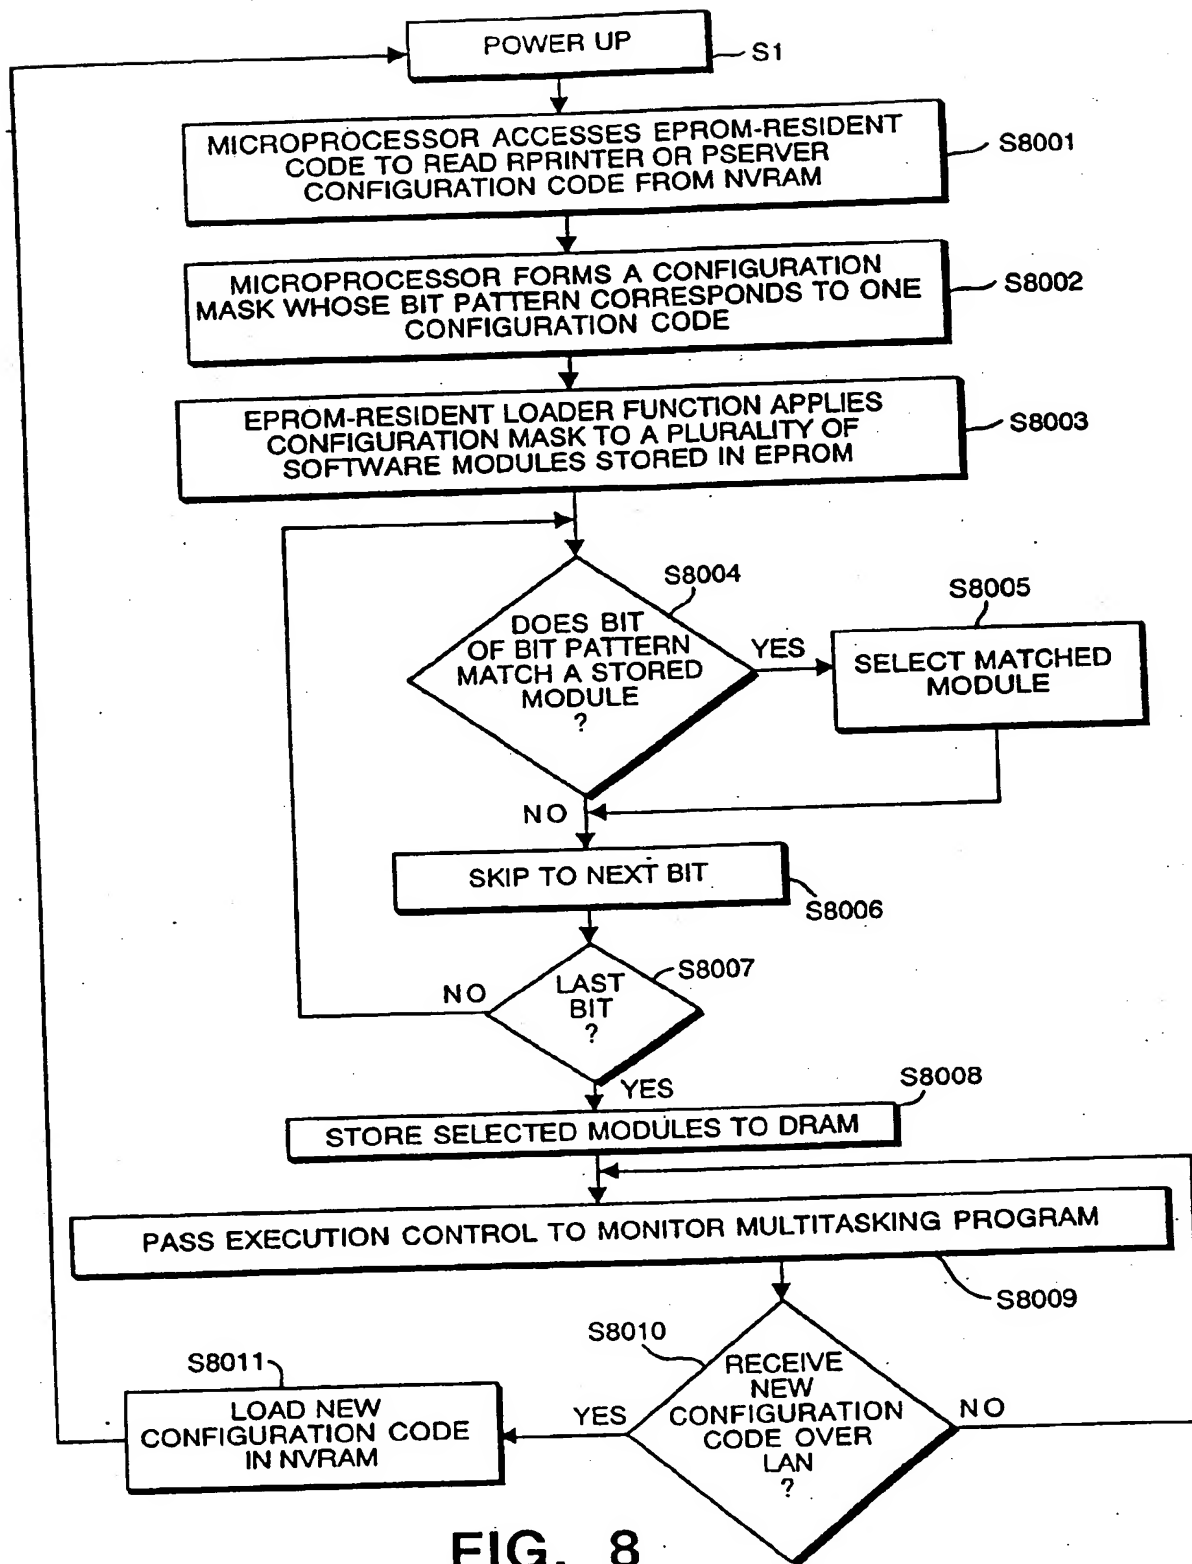 POWER UP
S1
MICROPROCESSOR ACCESSES EPROM-RESIDENT
CODE TO READ RPRINTER OR PSERVER
CONFIGURATION CODE FROM NVRAM
S8001
MICROPROCESSOR FORMS A CONFIGURATION
MASK WHOSE BIT PATTERN CORRESPONDS TO ONE
CONFIGURATION CODE
S8002
EPROM-RESIDENT LOADER FUNCTION APPLIES
CONFIGURATION MASK TO A PLURALITY OF
SOFTWARE MODULES STORED IN EPROM
S8003
S8004
DOES BIT
OF BIT PATTERN
MATCH A STORED
MODULE
?
YES
S8005
SELECT MATCHED
MODULE
NO
SKIP TO NEXT BIT
S8006
LAST
BIT
?
S8007
NO
YES
S8008
STORE SELECTED MODULES TO DRAM
PASS EXECUTION CONTROL TO MONITOR MULTITASKING PROGRAM
S8009
S8010
RECEIVE
NEW
CONFIGURATION
CODE OVER
LAN
?
NO
YES
S8011
LOAD NEW
CONFIGURATION CODE
IN NVRAM
FIG. 8